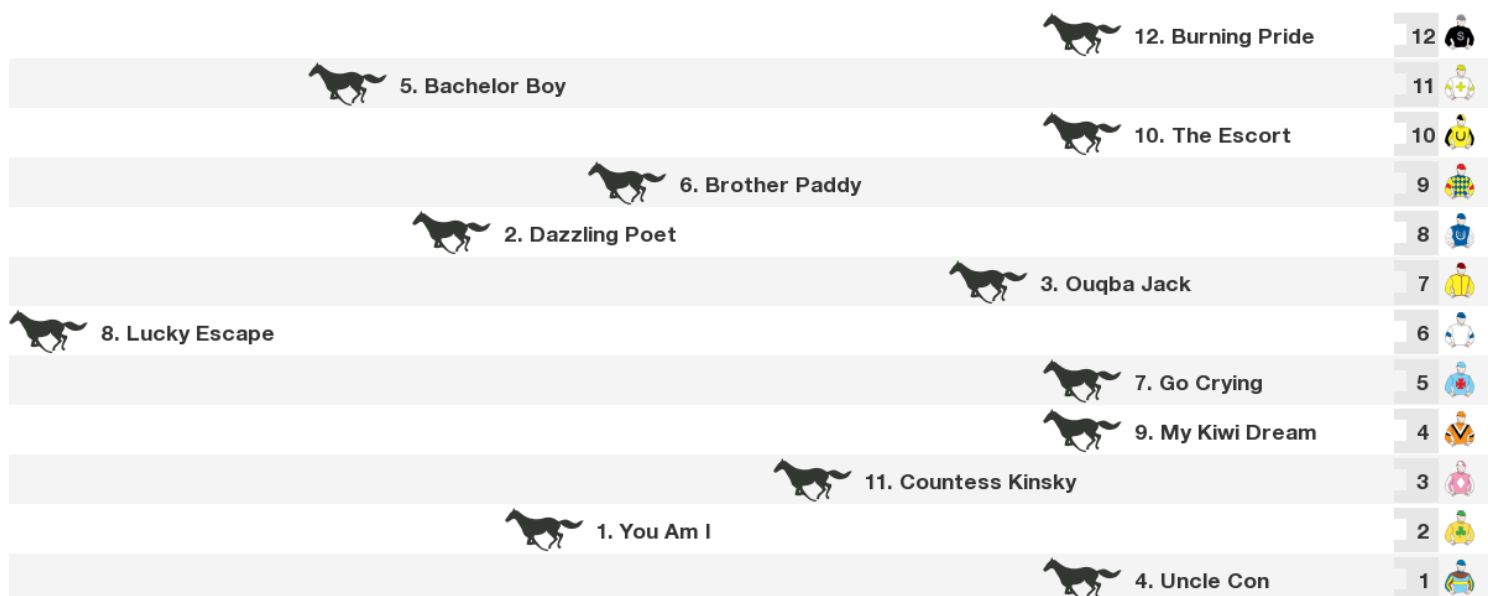 12. Burning Pride 12 S
5. Bachelor Boy 11
10. The Escort 10
6. Brother Paddy 9
2. Dazzling Poet 8
3. Ouqba Jack 7
8. Lucky Escape 6
7. Go Crying 5
9. My Kiwi Dream 4
11. Countess Kinsky 3
1. You Am I 2
4. Uncle Con 1